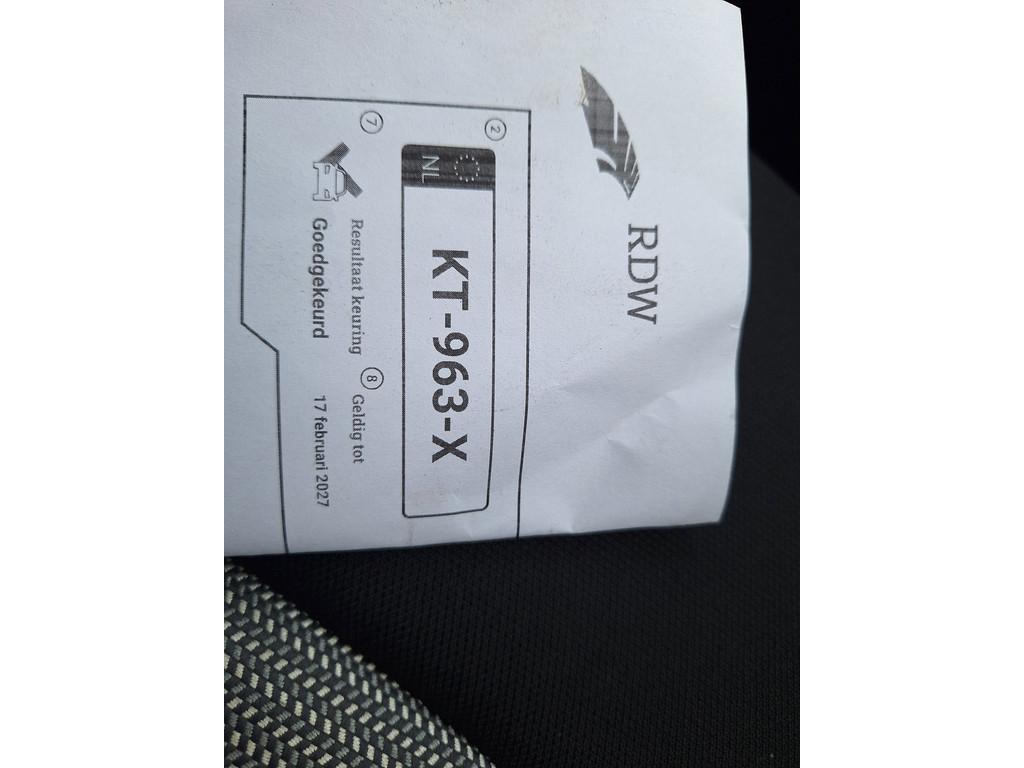 RDW
②
NL
KT-963-X
⑦ Resultaat keuring
Goedgekeurd
⑧ Geldig tot
17 februari 2027